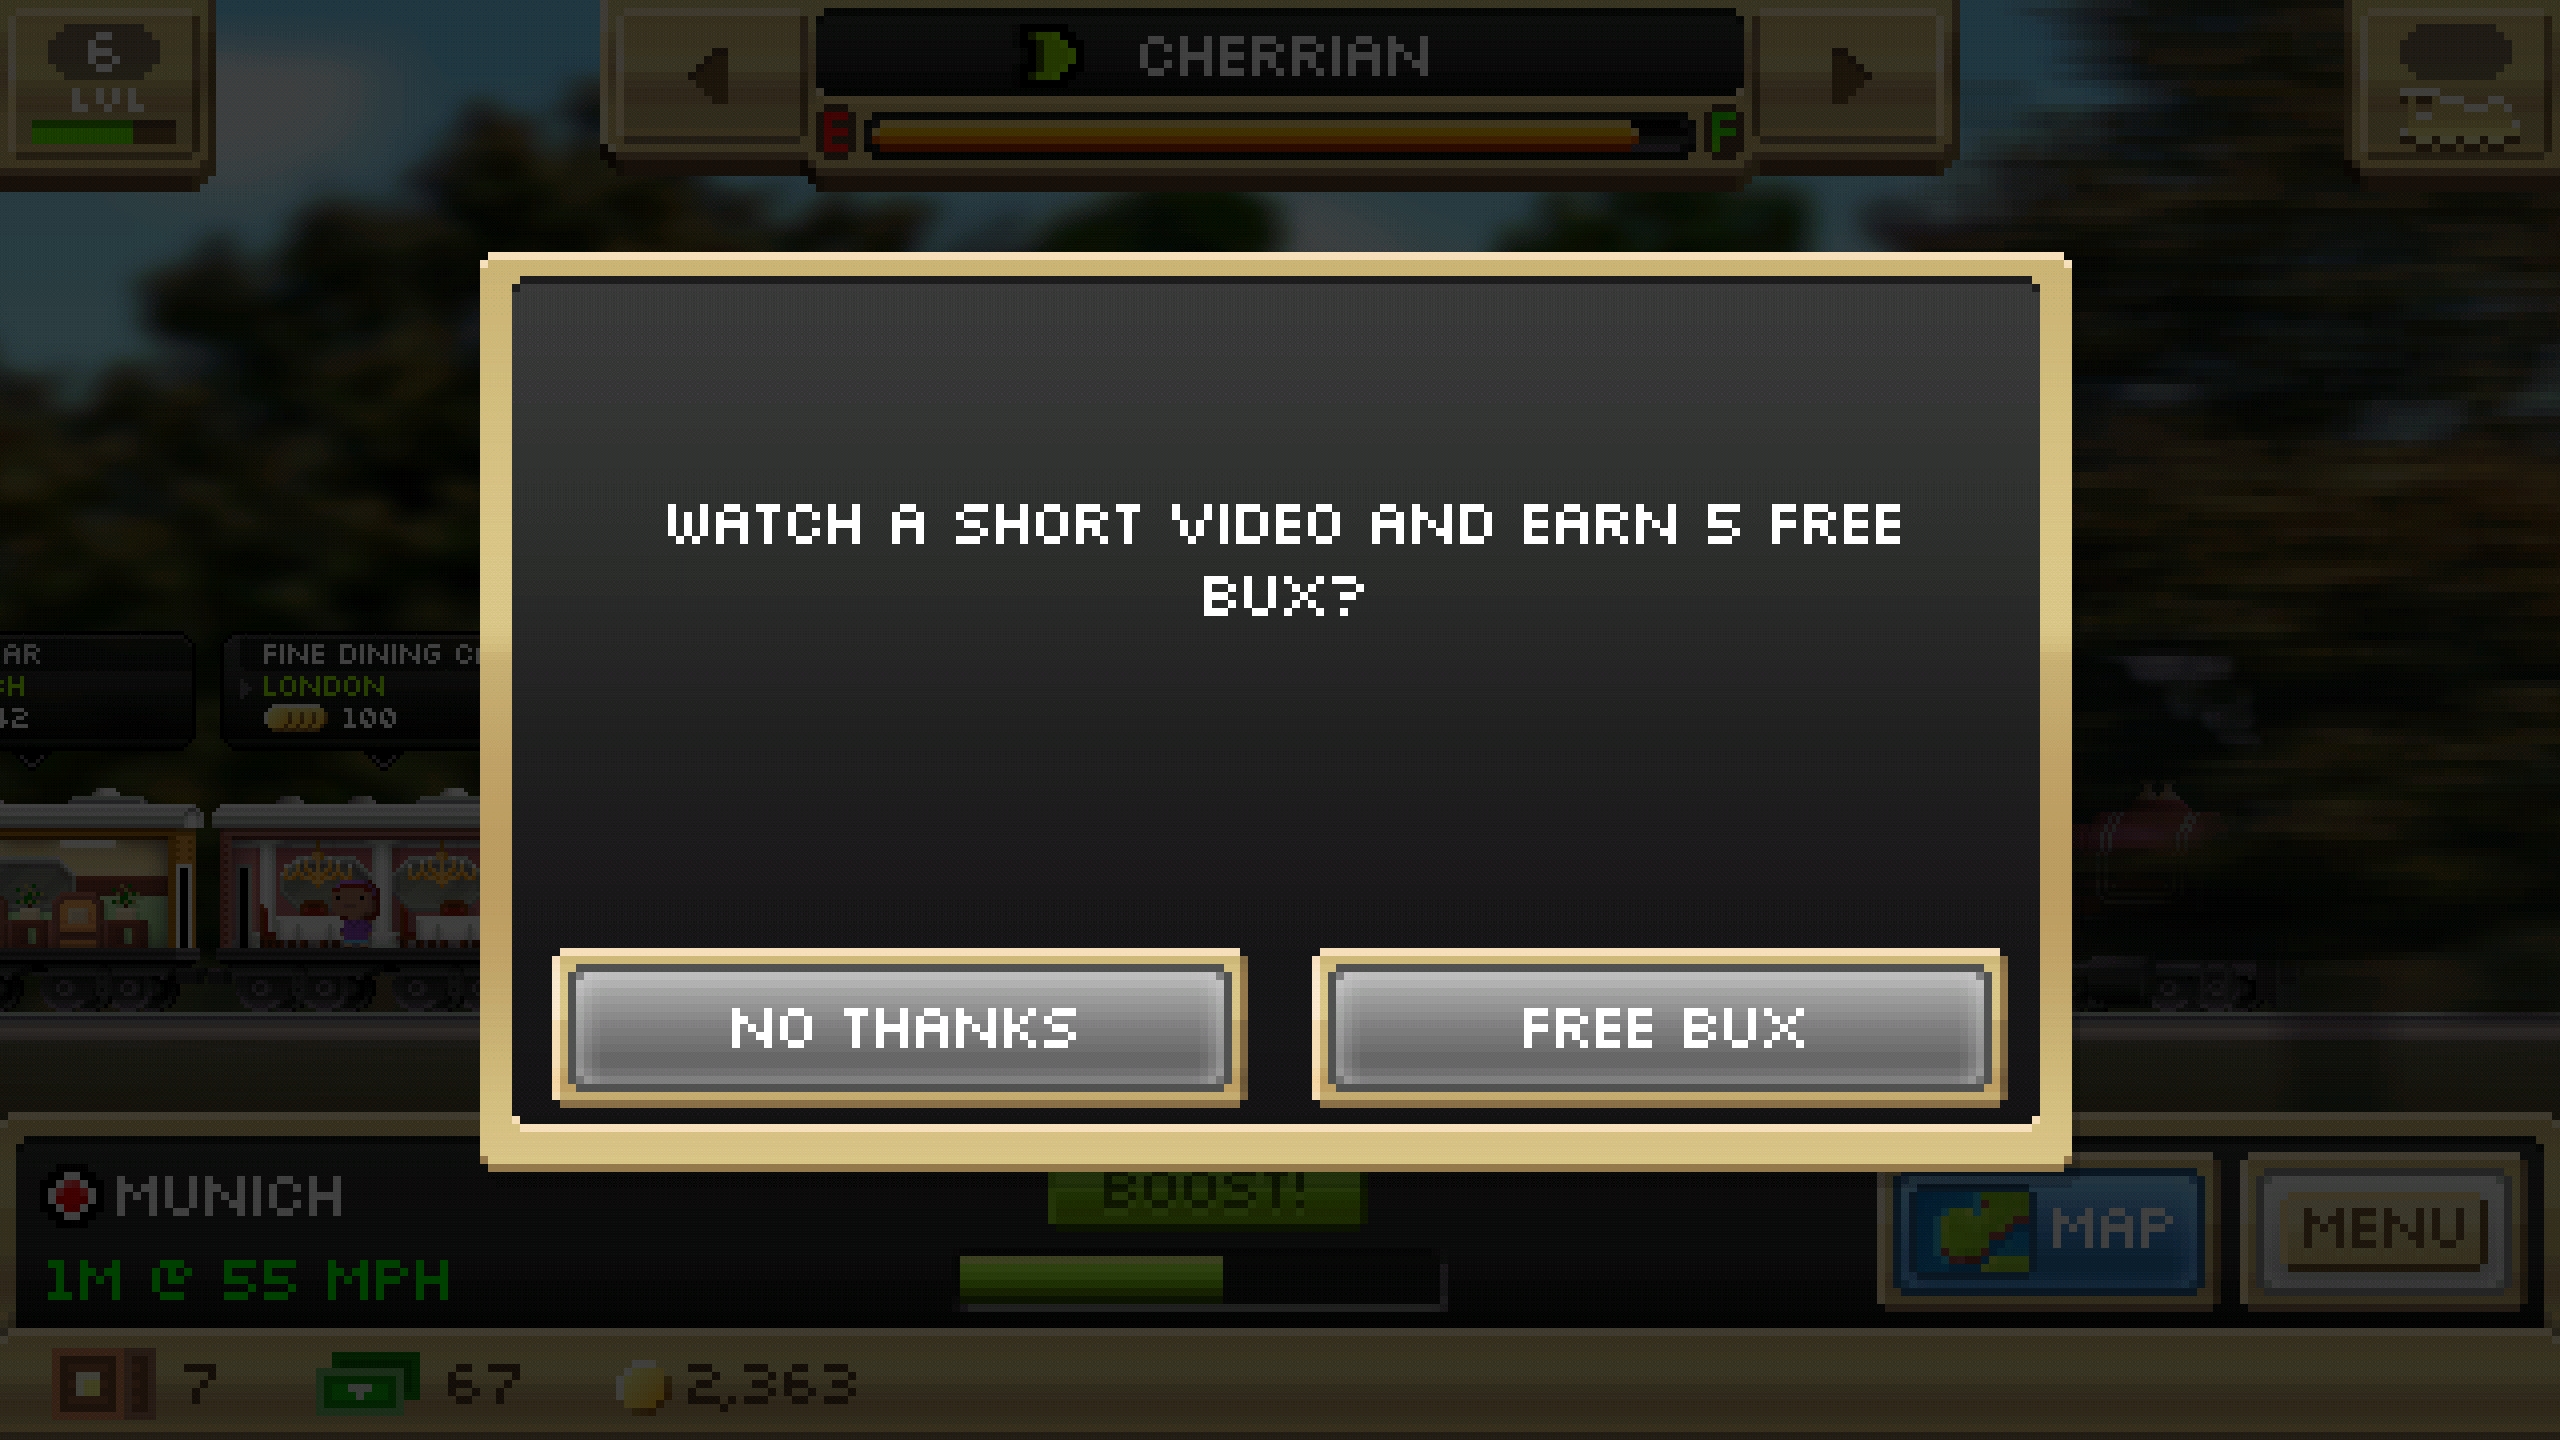 6
LVL
CHERRIAN
E F
WATCH A SHORT VIDEO AND EARN 5 FREE
BUX?
AR
FINE DINING
LONDON
42
100
NO THANKS
FREE BUX
MUNICH
BOOST!
MAP
MENU
1M @ 55 MPH
7
67
2,363